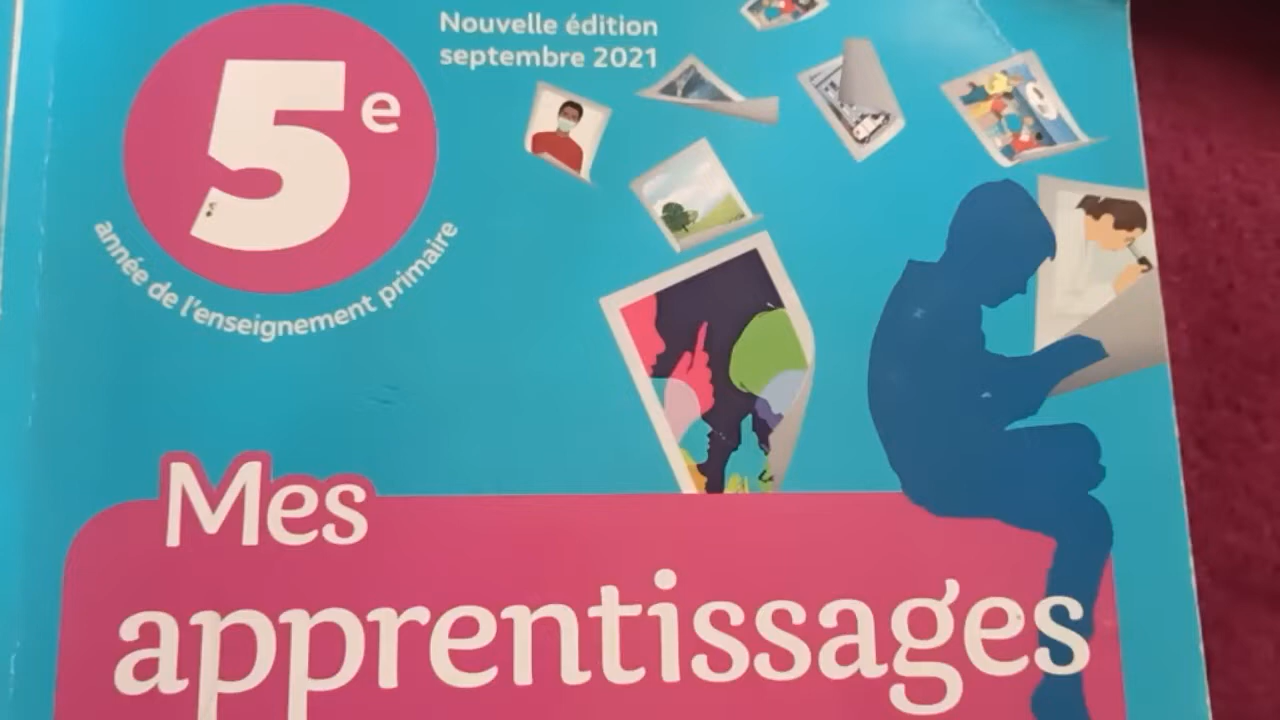 5e
année de l'enseignement primaire
Nouvelle édition
septembre 2021
Mes
apprentissages